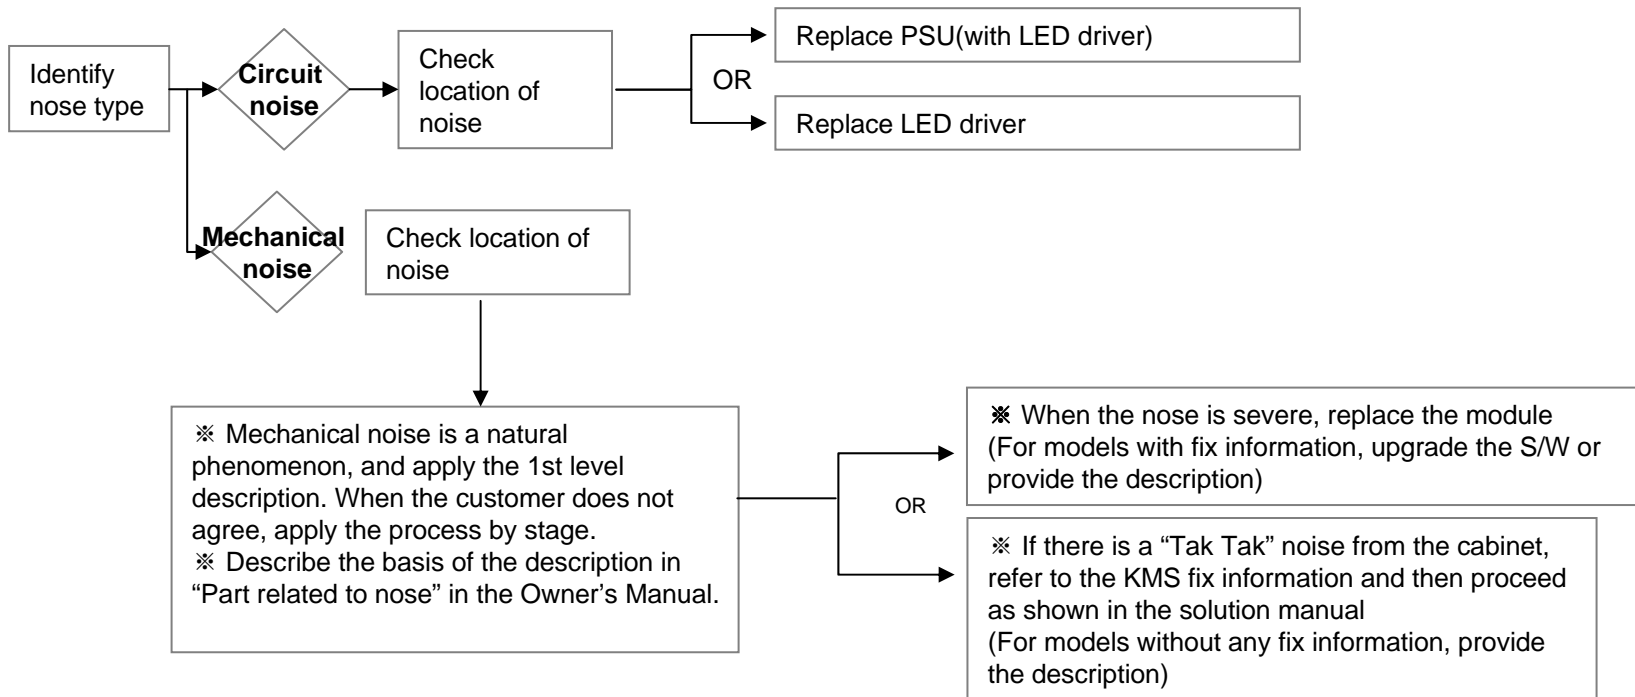 Identify
nose type
Circuit
noise
Check
location of
noise
Replace PSU(with LED driver)
OR
Replace LED driver
Mechanical
noise
Check location of
noise
※ Mechanical noise is a natural
phenomenon, and apply the 1st level
description. When the customer does not
agree, apply the process by stage.
※ Describe the basis of the description in
“Part related to nose” in the Owner’s Manual.
※ When the nose is severe, replace the module
(For models with fix information, upgrade the S/W or
provide the description)
OR
※ If there is a “Tak Tak” noise from the cabinet,
refer to the KMS fix information and then proceed
as shown in the solution manual
(For models without any fix information, provide
the description)